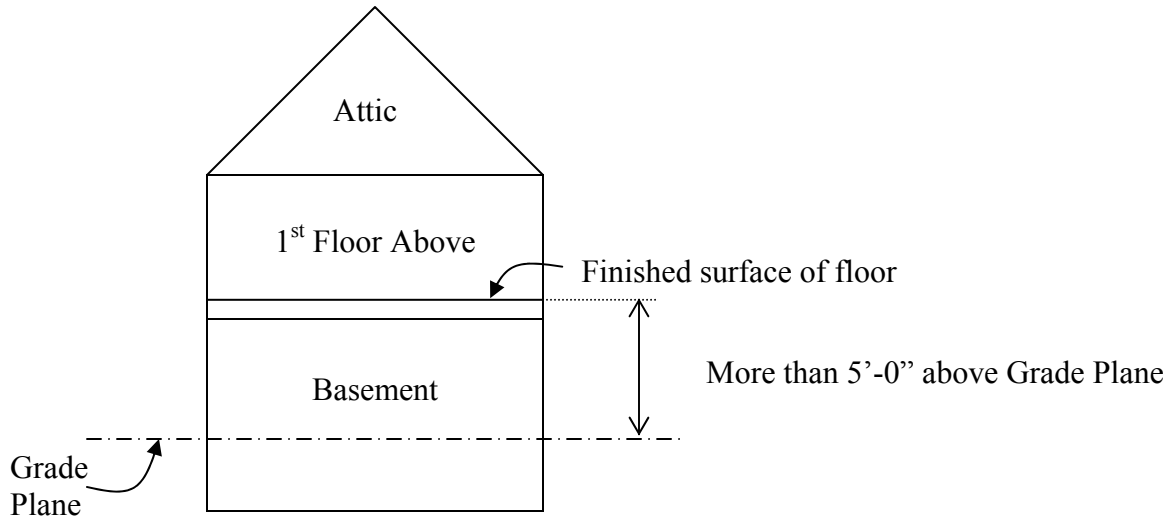 Attic
1st Floor Above
Finished surface of floor
Basement
More than 5’-0” above Grade Plane
Grade
Plane